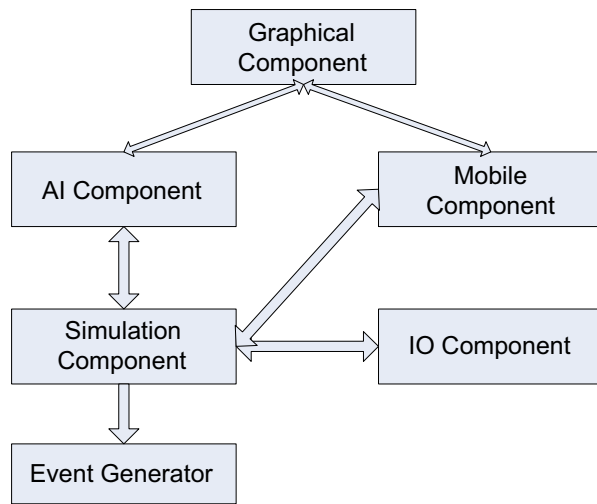 Graphical
Component
AI Component
Mobile
Component
Simulation
Component
IO Component
Event Generator